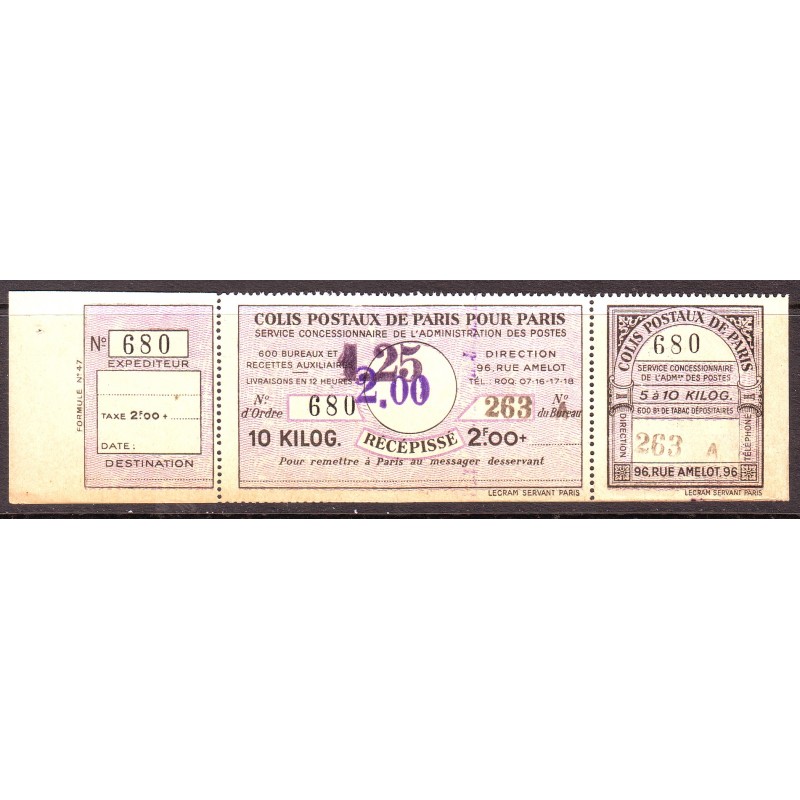 FORMULE N°47
N° 680
EXPÉDITEUR
TAXE 2F00 +
DATE:
DESTINATION
COLIS POSTAUX DE PARIS POUR PARIS
SERVICE CONCESSIONNAIRE DE L'ADMINISTRATION DES POSTES
600 BUREAUX ET
RECETTES AUXILIAIRES
LIVRAISONS EN 12 HEURES
4.25
2.00
DIRECTION
96, RUE AMELOT
TÉL.: ROQ. 07-16-17-18
N° d'Ordre 680
263 A N° du Bureau
10 KILOG. RÉCÉPISSÉ 2F00+
Pour remettre à Paris au messager desservant
LECRAM SERVANT PARIS
COLIS POSTAUX DE PARIS
680
SERVICE CONCESSIONNAIRE
DE L'ADMON DES POSTES
5 à 10 KILOG.
600 BX DE TABAC DÉPOSITAIRES
DIRECTION
263 A
TÉLÉPHONE
96, RUE AMELOT, 96
LECRAM SERVANT PARIS